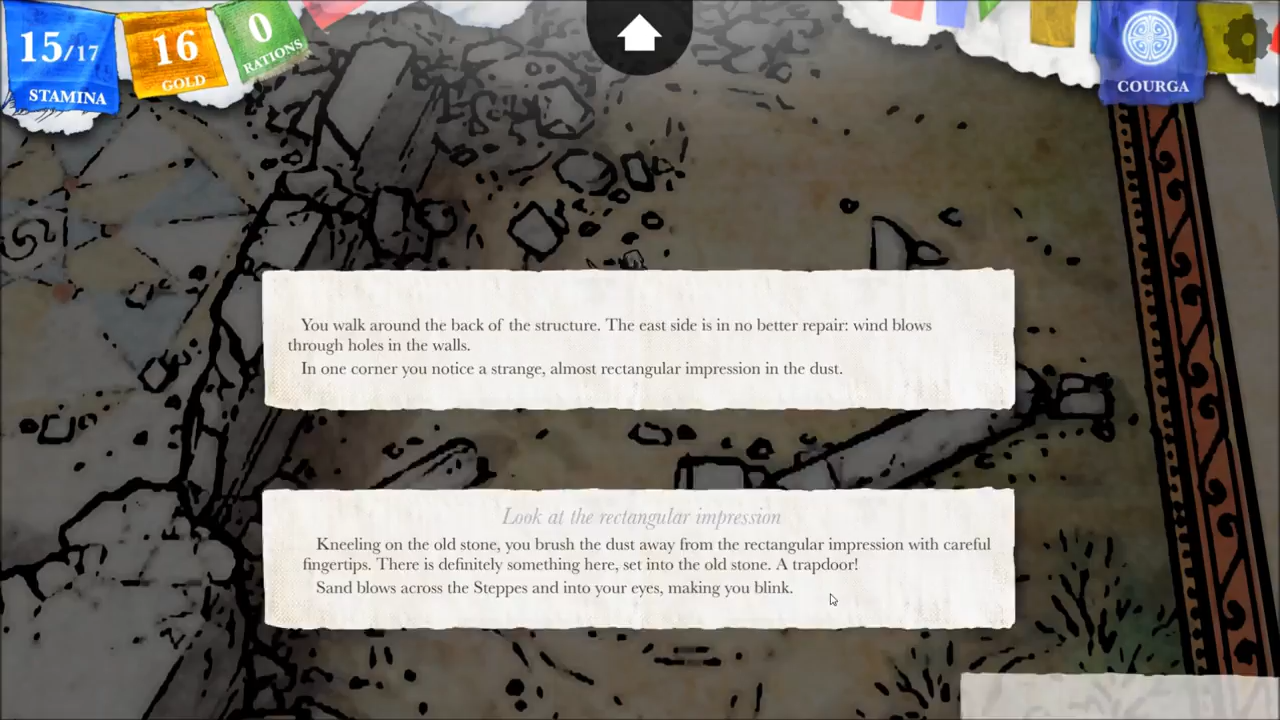 15/17
STAMINA
16
GOLD
0
RATIONS
COURGA
You walk around the back of the structure. The east side is in no better repair: wind blows
through holes in the walls.
In one corner you notice a strange, almost rectangular impression in the dust.
Look at the rectangular impression
Kneeling on the old stone, you brush the dust away from the rectangular impression with careful
fingertips. There is definitely something here, set into the old stone. A trapdoor!
Sand blows across the Steppes and into your eyes, making you blink.